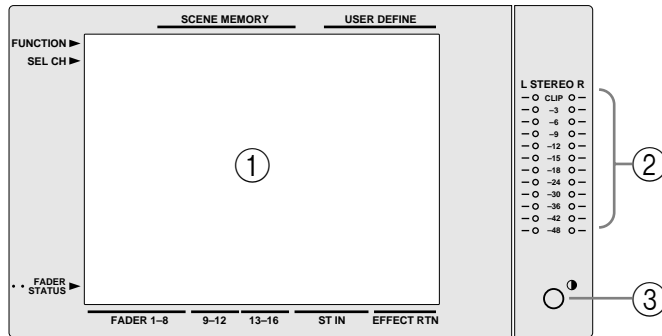 SCENE MEMORY USER DEFINE
FUNCTION
SEL CH
L STEREO R
CLIP
–3
–6
–9
–12
–15
–18
–24
–30
–36
–42
–48
①
②
③
FADER STATUS
FADER 1–8 9–12 13–16 ST IN EFFECT RTN